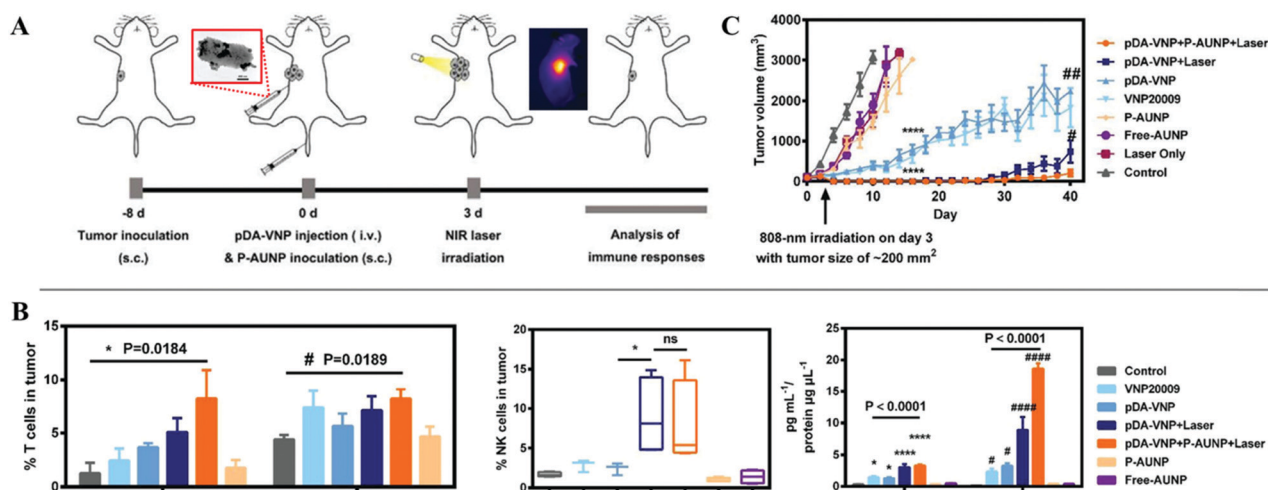 A
-8 d
0 d
3 d
Tumor inoculation
(s.c.)
pDA-VNP injection ( i.v.)
& P-AUNP inoculation (s.c.)
NIR laser
irradiation
Analysis of
immune responses
C
Tumor volume (mm³)
4000
3000
2000
1000
0
0
10
20
30
40
Day
****
****
##
#
808-nm irradiation on day 3
with tumor size of ~200 mm²
pDA-VNP+P-AUNP+Laser
pDA-VNP+Laser
pDA-VNP
VNP20009
P-AUNP
Free-AUNP
Laser Only
Control
B
% T cells in tumor
15
10
5
0
* P=0.0184
# P=0.0189
% NK cells in tumor
20
15
10
5
0
*
ns
pg mL⁻¹/
protein µg µL⁻¹
25
20
15
10
5
0
P < 0.0001
P < 0.0001
*
*
****
****
#
#
####
####
Control
VNP20009
pDA-VNP
pDA-VNP+Laser
pDA-VNP+P-AUNP+Laser
P-AUNP
Free-AUNP